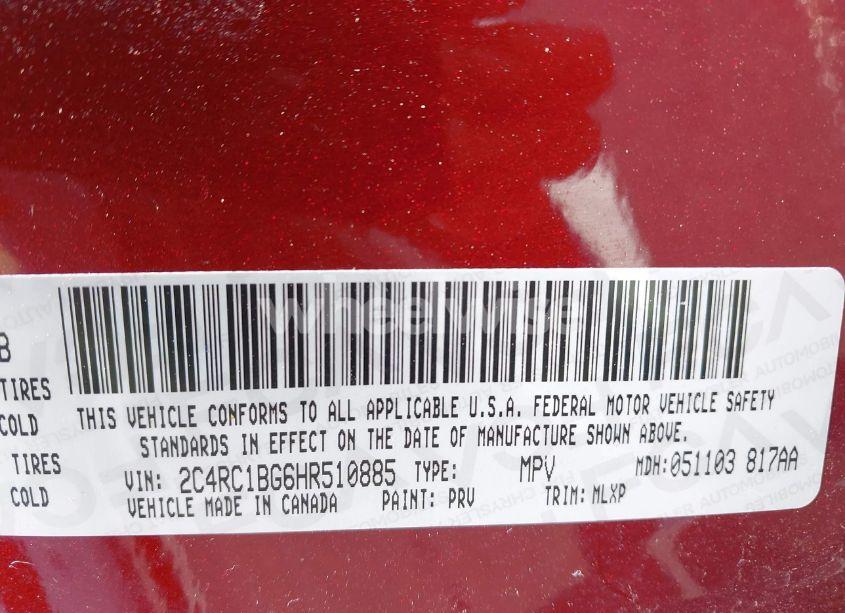 wheelwise
B
TIRES
COLD
TIRES
COLD
THIS VEHICLE CONFORMS TO ALL APPLICABLE U.S.A. FEDERAL MOTOR VEHICLE SAFETY
STANDARDS IN EFFECT ON THE DATE OF MANUFACTURE SHOWN ABOVE.
VIN: 2C4RC1BG6HR510885 TYPE: MPV MDH:051103 817AA
VEHICLE MADE IN CANADA PAINT: PRV TRIM: MLXP